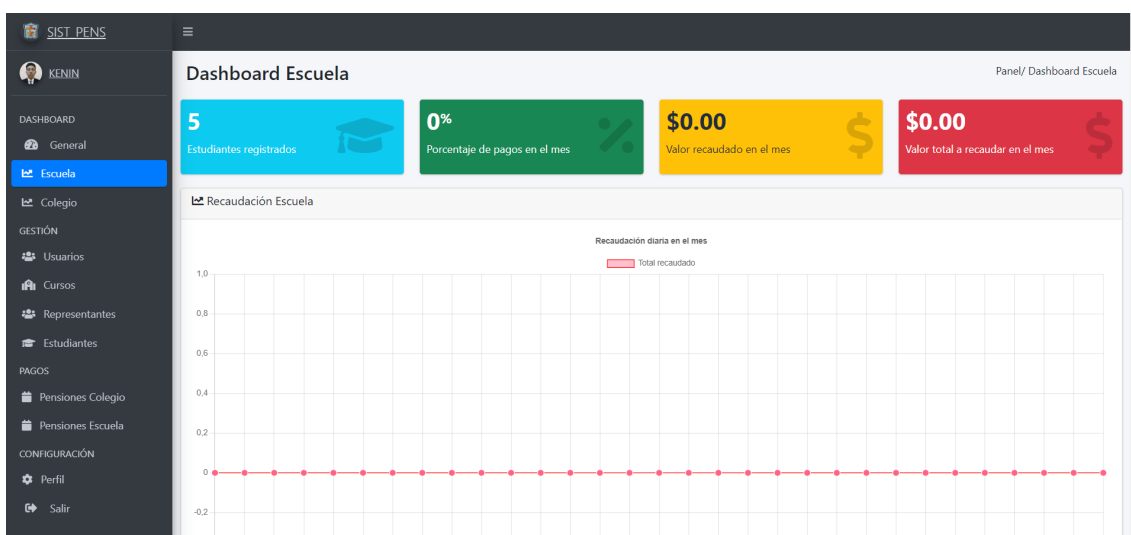 SIST_PENS
KENIN
DASHBOARD
General
Escuela
Colegio
GESTIÓN
Usuarios
Cursos
Representantes
Estudiantes
PAGOS
Pensiones Colegio
Pensiones Escuela
CONFIGURACIÓN
Perfil
Salir
Dashboard Escuela
Panel/ Dashboard Escuela
5
Estudiantes registrados
0%
Porcentaje de pagos en el mes
$0.00
Valor recaudado en el mes
$0.00
Valor total a recaudar en el mes
Recaudación Escuela
Recaudación diaria en el mes
Total recaudado
1,0
0,8
0,6
0,4
0,2
0
-0,2